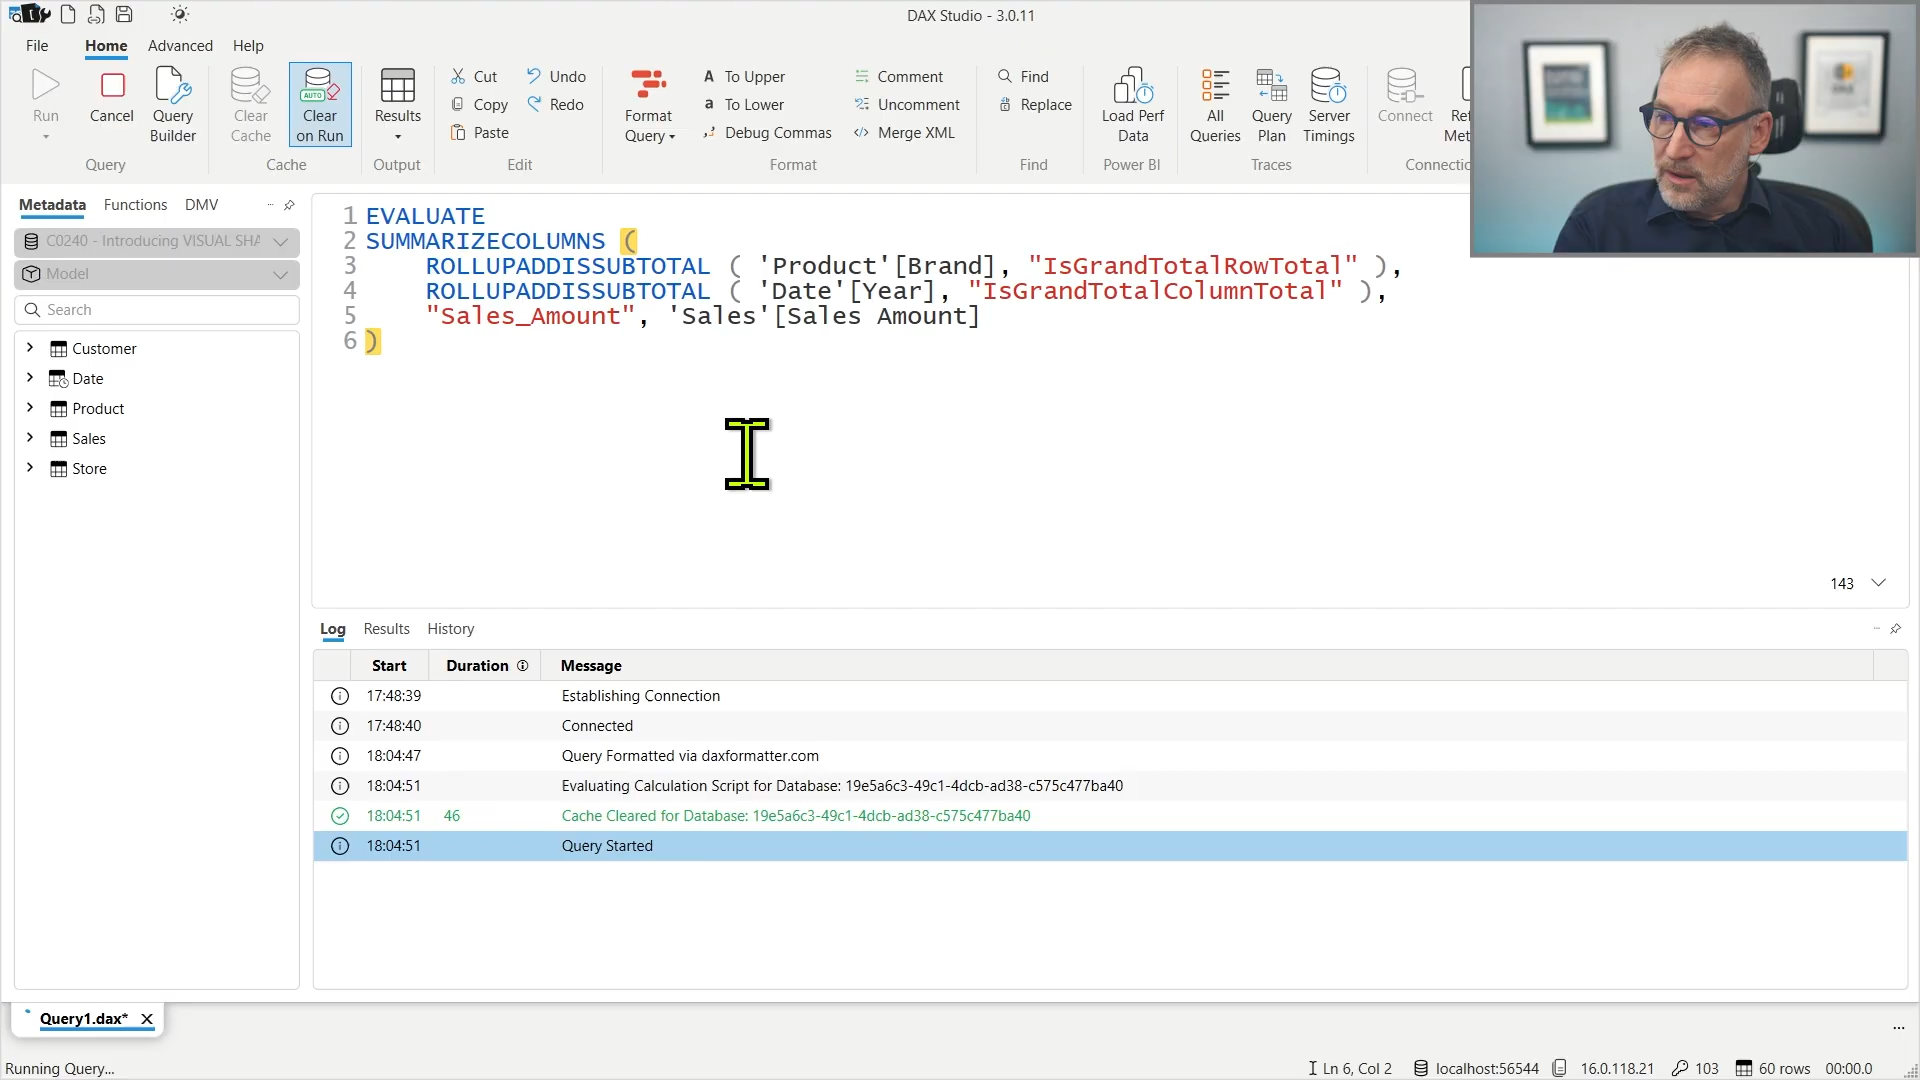 DAX Studio - 3.0.11
File
Home
Advanced
Help
Run
Cancel
Query
Builder
Clear
Cache
AUTO
Clear
on Run
Results
Cut
Copy
Paste
Undo
Redo
Format
Query
A To Upper
a To Lower
Debug Commas
Comment
Uncomment
Merge XML
Find
Replace
Load Perf
Data
All
Queries
Query
Plan
Server
Timings
Connect
Query
Cache
Output
Edit
Format
Find
Power BI
Traces
Metadata
Functions
DMV
C0240 - Introducing VISUAL
Model
Search
Customer
Date
Product
Sales
Store
1 EVALUATE
2 SUMMARIZECOLUMNS (
3 ROLLUPADDISSUBTOTAL ( 'Product'[Brand], "IsGrandTotalRowTotal" ),
4 ROLLUPADDISSUBTOTAL ( 'Date'[Year], "IsGrandTotalColumnTotal" ),
5 "Sales_Amount", 'Sales'[Sales Amount]
6 )
143
Log
Results
History
Start
Duration
Message
17:48:39 Establishing Connection
17:48:40 Connected
18:04:47 Query Formatted via daxformatter.com
18:04:51 Evaluating Calculation Script for Database: 19e5a6c3-49c1-4dcb-ad38-c575c477ba40
18:04:51 46 Cache Cleared for Database: 19e5a6c3-49c1-4dcb-ad38-c575c477ba40
18:04:51 Query Started
Query1.dax*
Running Query...
Ln 6, Col 2
localhost:56544
16.0.118.21
103
60 rows
00:00.0